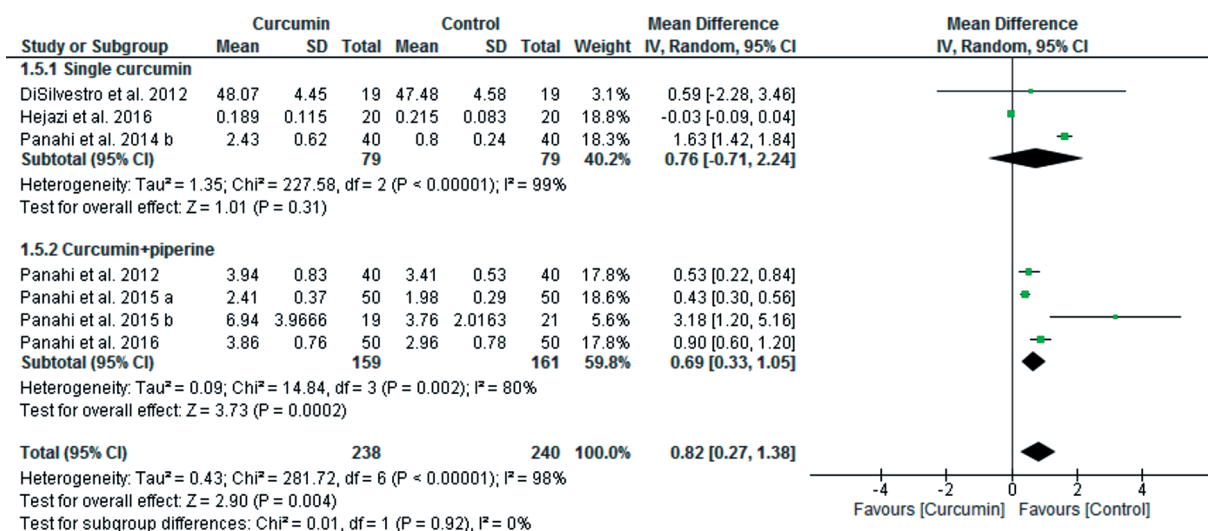 Curcumin Control Mean Difference Mean Difference
Study or Subgroup Mean SD Total Mean SD Total Weight IV, Random, 95% CI IV, Random, 95% CI
1.5.1 Single curcumin
DiSilvestro et al. 2012 48.07 4.45 19 47.48 4.58 19 3.1% 0.59 [-2.28, 3.46]
Hejazi et al. 2016 0.189 0.115 20 0.215 0.083 20 18.8% -0.03 [-0.09, 0.04]
Panahi et al. 2014 b 2.43 0.62 40 0.8 0.24 40 18.3% 1.63 [1.42, 1.84]
Subtotal (95% CI) 79 79 40.2% 0.76 [-0.71, 2.24]
Heterogeneity: Tau² = 1.35; Chi² = 227.58, df = 2 (P < 0.00001); I² = 99%
Test for overall effect: Z = 1.01 (P = 0.31)
1.5.2 Curcumin+piperine
Panahi et al. 2012 3.94 0.83 40 3.41 0.53 40 17.8% 0.53 [0.22, 0.84]
Panahi et al. 2015 a 2.41 0.37 50 1.98 0.29 50 18.6% 0.43 [0.30, 0.56]
Panahi et al. 2015 b 6.94 3.9666 19 3.76 2.0163 21 5.6% 3.18 [1.20, 5.16]
Panahi et al. 2016 3.86 0.76 50 2.96 0.78 50 17.8% 0.90 [0.60, 1.20]
Subtotal (95% CI) 159 161 59.8% 0.69 [0.33, 1.05]
Heterogeneity: Tau² = 0.09; Chi² = 14.84, df = 3 (P = 0.002); I² = 80%
Test for overall effect: Z = 3.73 (P = 0.0002)
Total (95% CI) 238 240 100.0% 0.82 [0.27, 1.38]
Heterogeneity: Tau² = 0.43; Chi² = 281.72, df = 6 (P < 0.00001); I² = 98%
Test for overall effect: Z = 2.90 (P = 0.004)
Test for subgroup differences: Chi² = 0.01, df = 1 (P = 0.92), I² = 0%
-4 -2 0 2 4
Favours [Curcumin] Favours [Control]